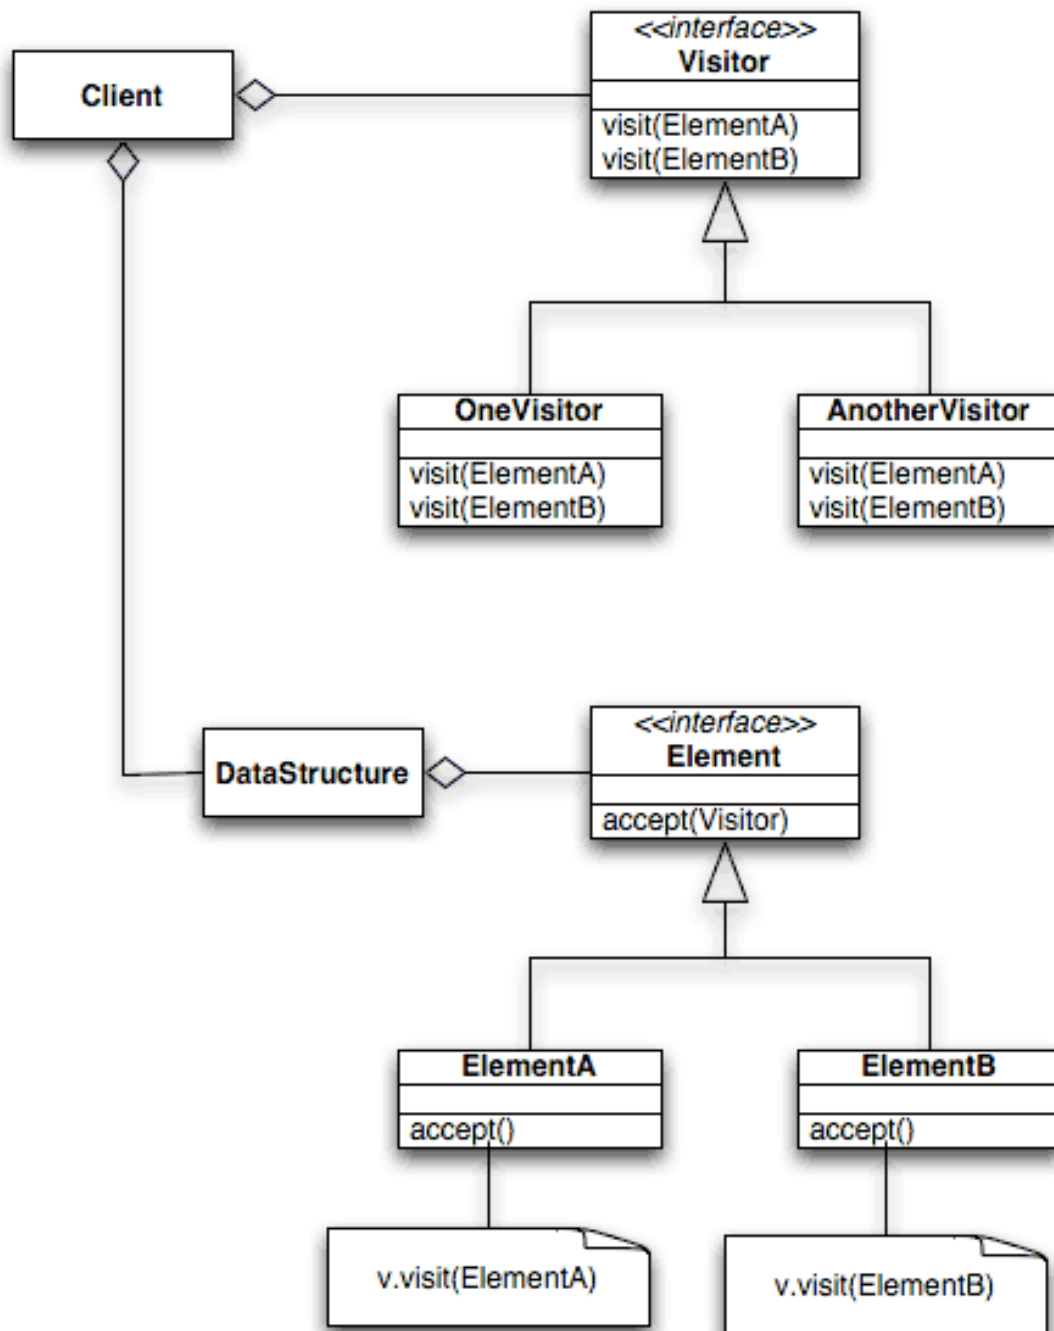 Client
<<interface>>
Visitor
visit(ElementA)
visit(ElementB)
OneVisitor
visit(ElementA)
visit(ElementB)
AnotherVisitor
visit(ElementA)
visit(ElementB)
DataStructure
<<interface>>
Element
accept(Visitor)
ElementA
accept()
ElementB
accept()
v.visit(ElementA)
v.visit(ElementB)